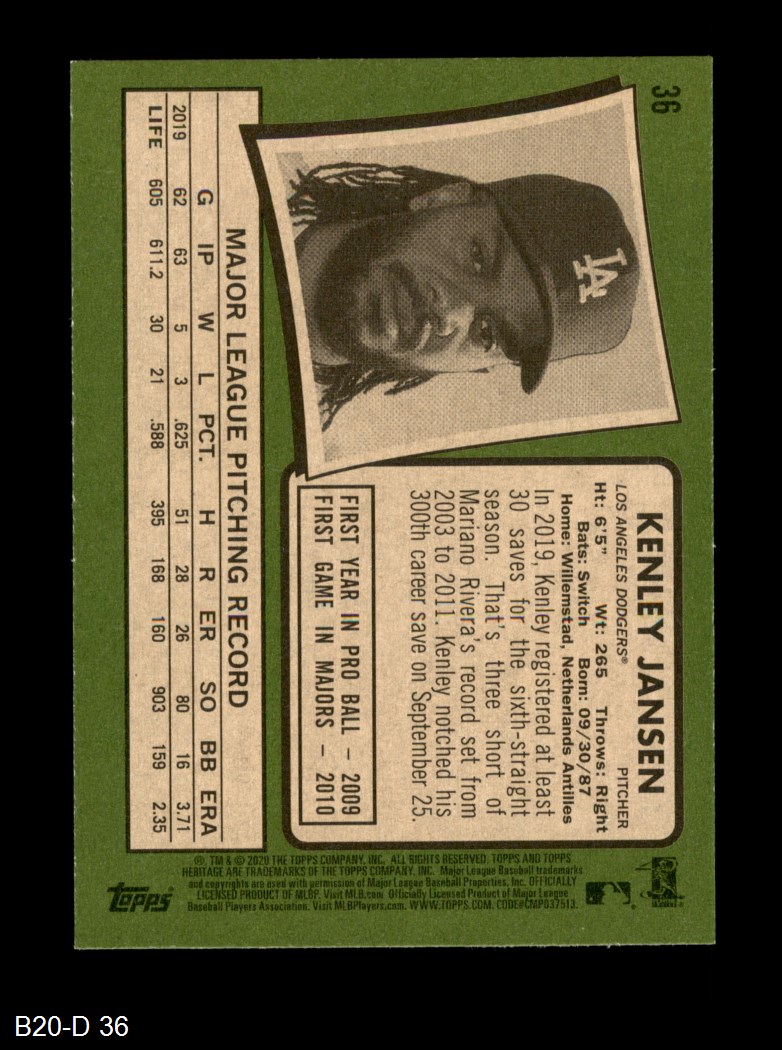 36
LA
KENLEY JANSEN
LOS ANGELES DODGERS® PITCHER
Ht: 6'5" Wt: 265 Throws: Right
Bats: Switch Born: 09/30/87
Home: Willemstad, Netherlands Antilles
In 2019, Kenley registered at least
30 saves for the sixth-straight
season. That's three short of
Mariano Rivera's record set from
2003 to 2011. Kenley notched his
300th career save on September 25.
FIRST YEAR IN PRO BALL – 2009
FIRST GAME IN MAJORS – 2010
MAJOR LEAGUE PITCHING RECORD
G IP W L PCT. H R ER SO BB ERA
2019 62 63 5 3 .625 51 28 26 80 16 3.71
LIFE 605 611.2 30 21 .588 395 168 160 903 159 2.35
®, TM & © 2020 THE TOPPS COMPANY, INC. ALL RIGHTS RESERVED. TOPPS AND TOPPS
HERITAGE ARE TRADEMARKS OF THE TOPPS COMPANY, INC. Major League Baseball trademarks
and copyrights are used with permission of Major League Baseball Properties, Inc. OFFICIALLY
LICENSED PRODUCT OF MLBP. Visit MLB.com Officially Licensed Product of Major League
Baseball Players Association. Visit MLBPlayers.com. WWW.TOPPS.COM. CODE#CMP037513.
Topps
B20-D 36